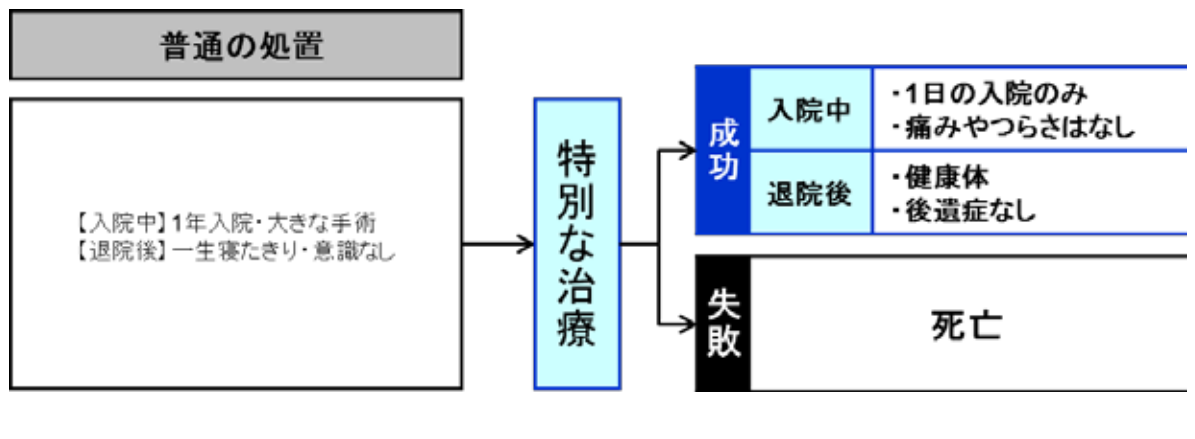 普通の処置
【入院中】1年入院・大きな手術
【退院後】一生寝たきり・意識なし
特別な治療
成功
入院中
・1日の入院のみ
・痛みやつらさはなし
退院後
・健康体
・後遺症なし
失敗
死亡